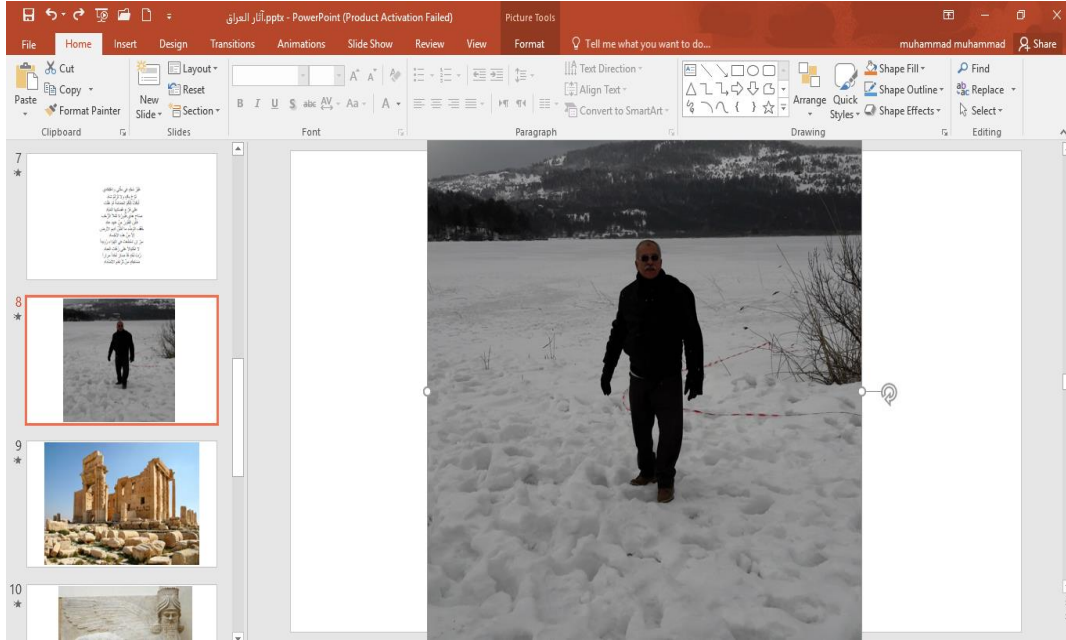 آثار العراق.pptx - PowerPoint (Product Activation Failed)
Picture Tools
File
Home
Insert
Design
Transitions
Animations
Slide Show
Review
View
Format
Tell me what you want to do...
muhammad muhammad
Share
Paste
Cut
Copy
Format Painter
Clipboard
New Slide
Layout
Reset
Section
Slides
B I U S abc AV Aa A
Font
Text Direction
Align Text
Convert to SmartArt
Paragraph
Arrange
Quick Styles
Shape Fill
Shape Outline
Shape Effects
Drawing
Find
Replace
Select
Editing
7
8
9
10